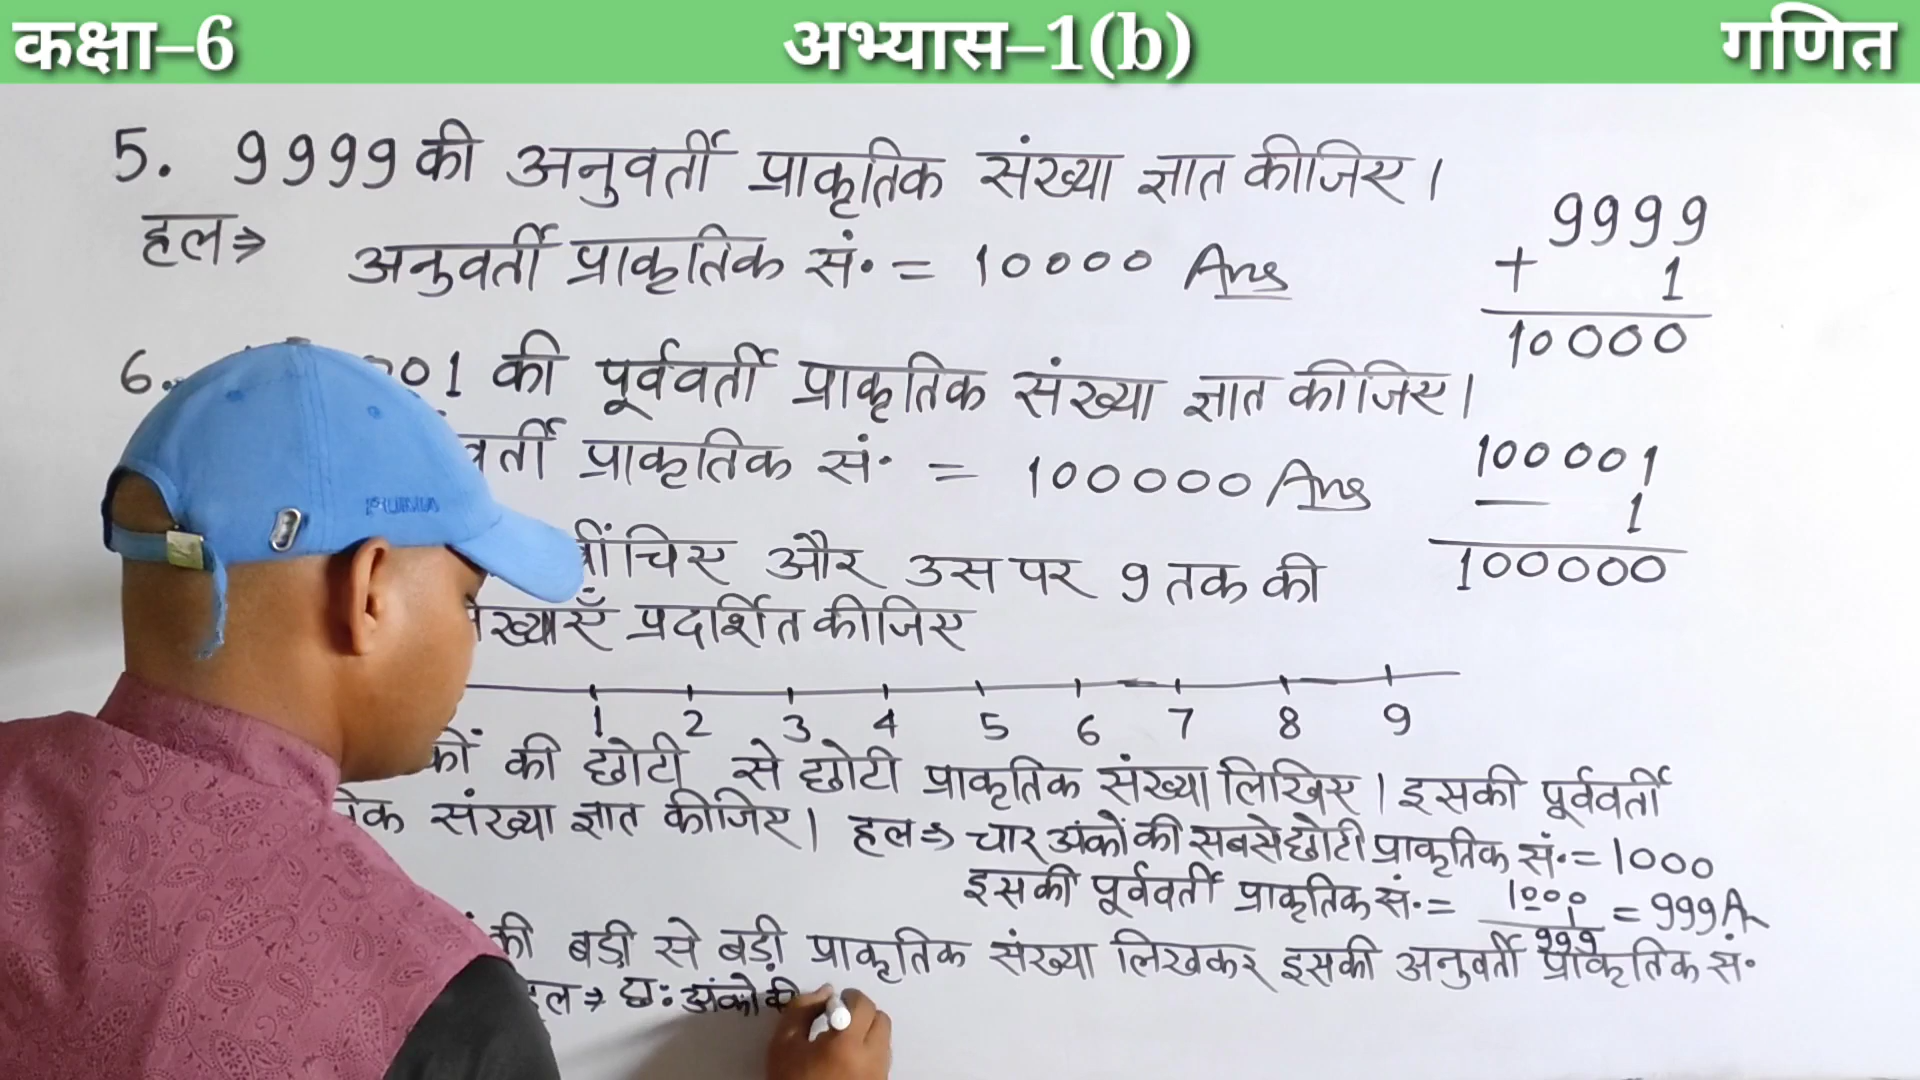 कक्षा–6 अभ्यास–1(b) गणित
5. 9999 की अनुवर्ती प्राकृतिक संख्या ज्ञात कीजिए।
हल⇒ अनुवर्ती प्राकृतिक सं. = 10000 Ans
9999
+ 1
10000
6. 001 की पूर्ववर्ती प्राकृतिक संख्या ज्ञात कीजिए।
वर्ती प्राकृतिक सं. = 100000 Ans
100001
— 1
100000
PUMA
ींचिए और उस पर 9 तक की
संख्याएँ प्रदर्शित कीजिए
1 2 3 4 5 6 7 8 9
कों की छोटी से छोटी प्राकृतिक संख्या लिखिए। इसकी पूर्ववर्ती
तिक संख्या ज्ञात कीजिए। हल⇒ चार अंकों की सबसे छोटी प्राकृतिक सं.= 1000
इसकी पूर्ववर्ती प्राकृतिक सं.= 1000
1
999
= 999 A
की बड़ी से बड़ी प्राकृतिक संख्या लिखकर इसकी अनुवर्ती प्राकृतिक सं.
हल⇒ छः अंकों की